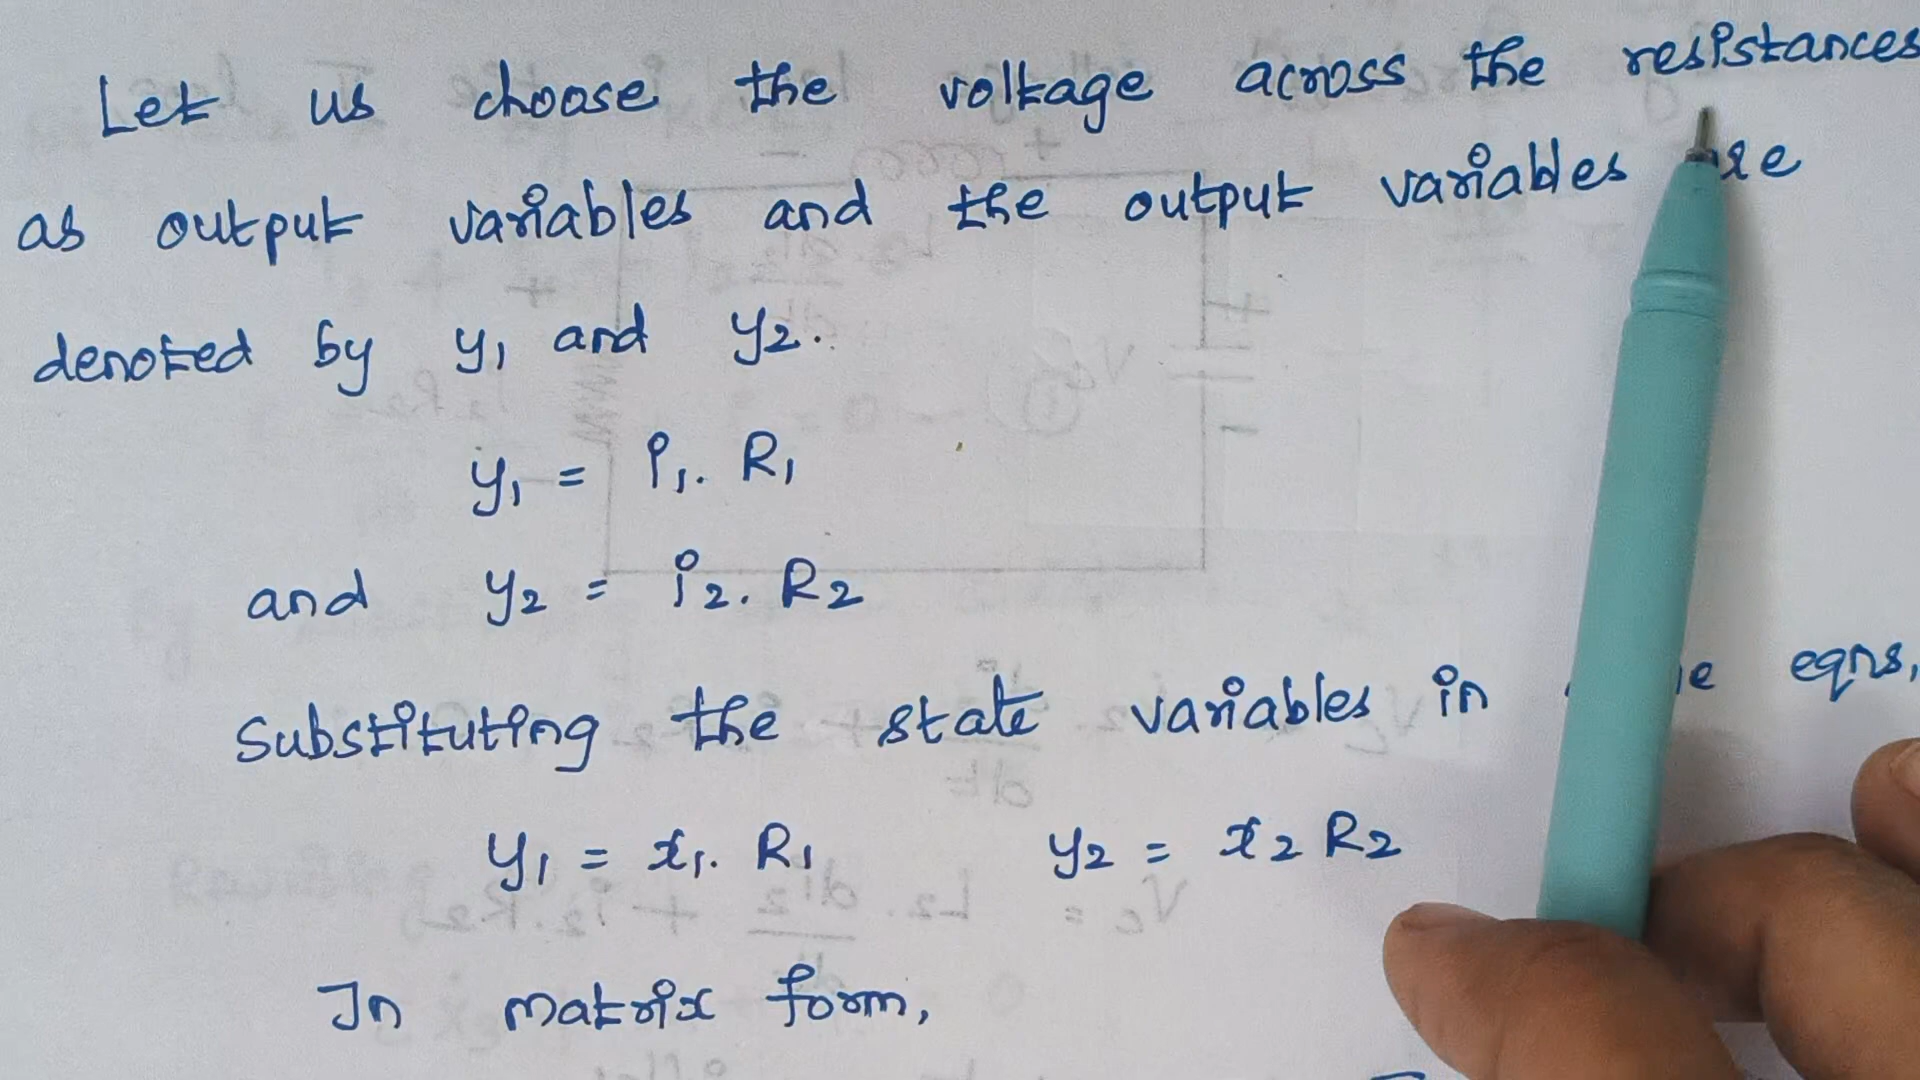 Let us choose the voltage across the resistances
as output variables and the output variables
denoted by y1 and y2.
y1 = i1. R1
and y2 = i2. R2
Substituting the state variables in eqns,
y1 = x1. R1 y2 = x2 R2
In matrix form,